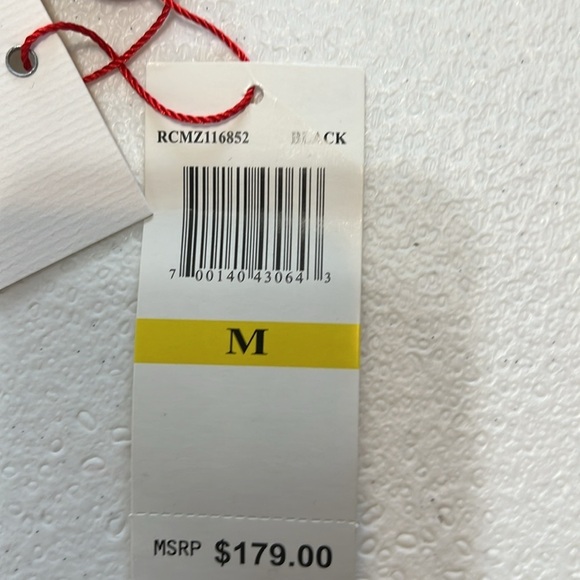 RCMZ116852 BLACK
7 00140 43064 3
M
MSRP $179.00